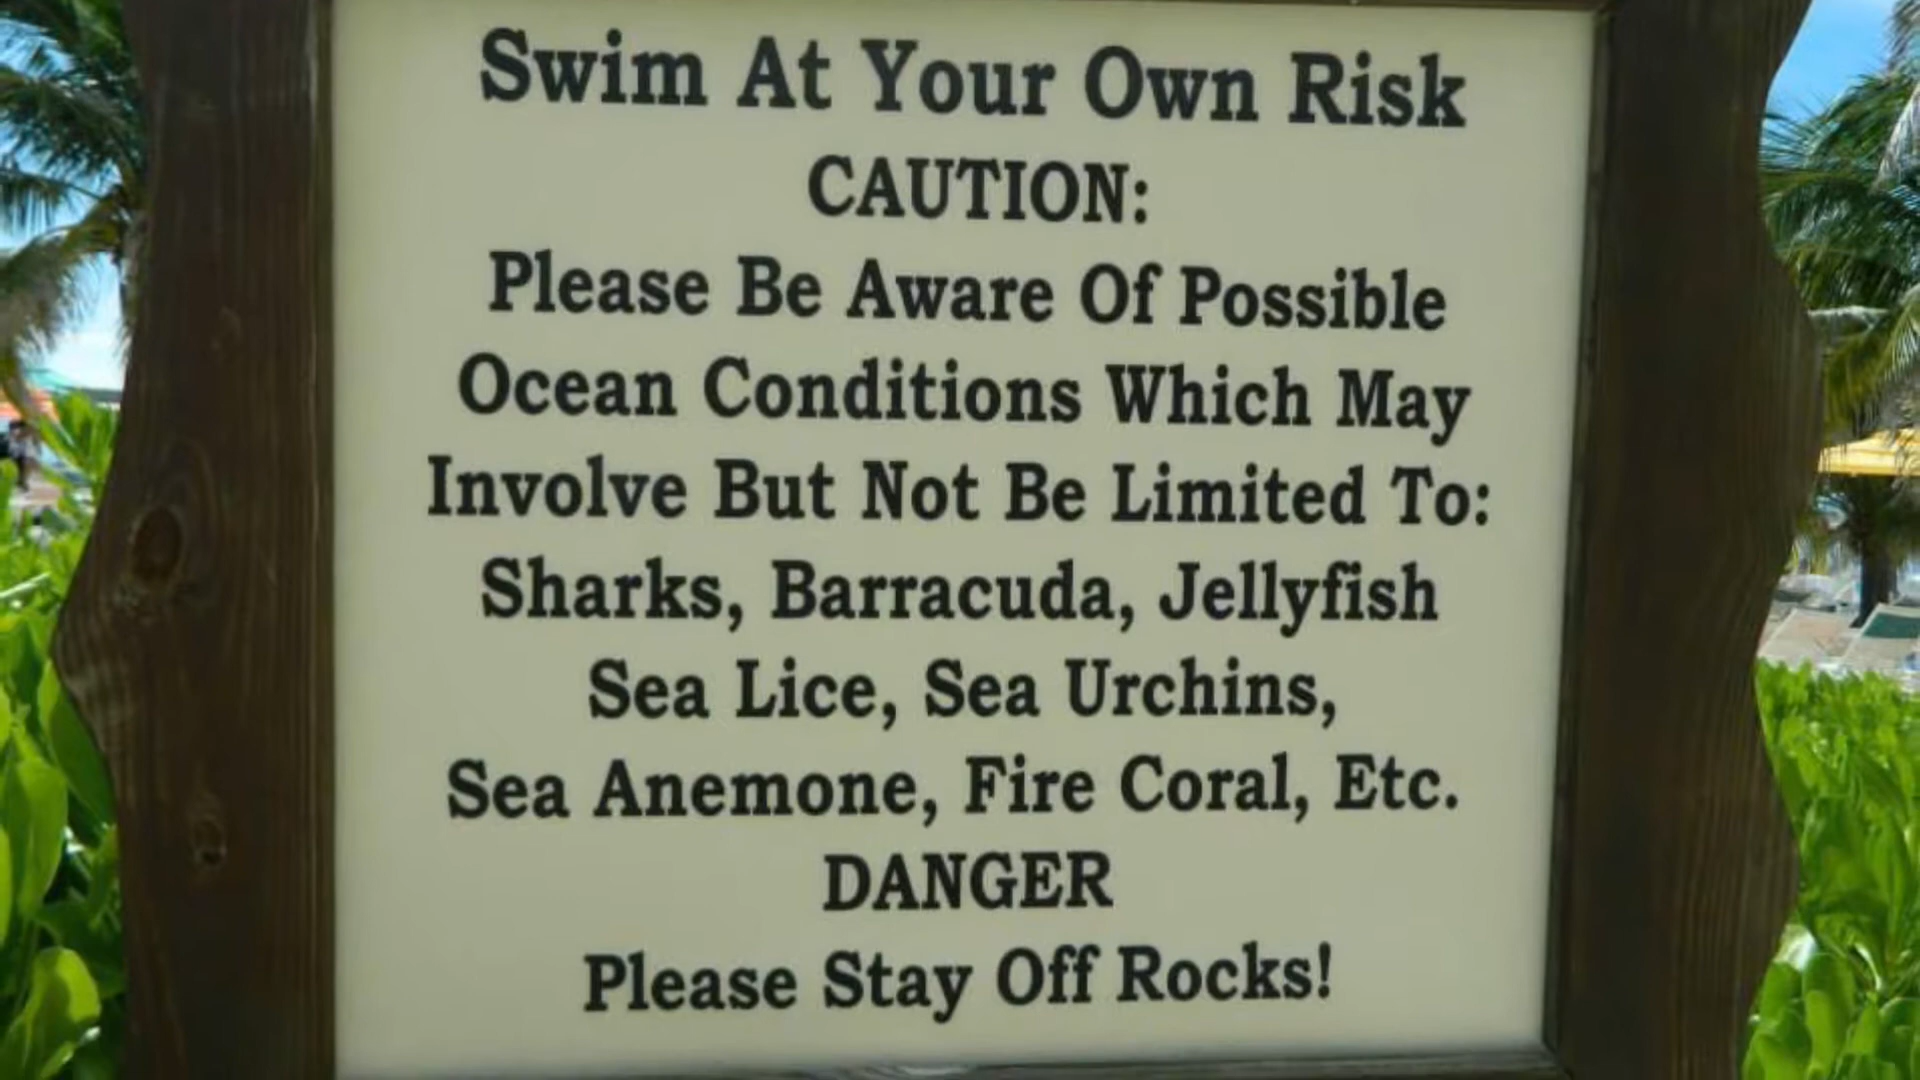 Swim At Your Own Risk
CAUTION:
Please Be Aware Of Possible
Ocean Conditions Which May
Involve But Not Be Limited To:
Sharks, Barracuda, Jellyfish
Sea Lice, Sea Urchins,
Sea Anemone, Fire Coral, Etc.
DANGER
Please Stay Off Rocks!